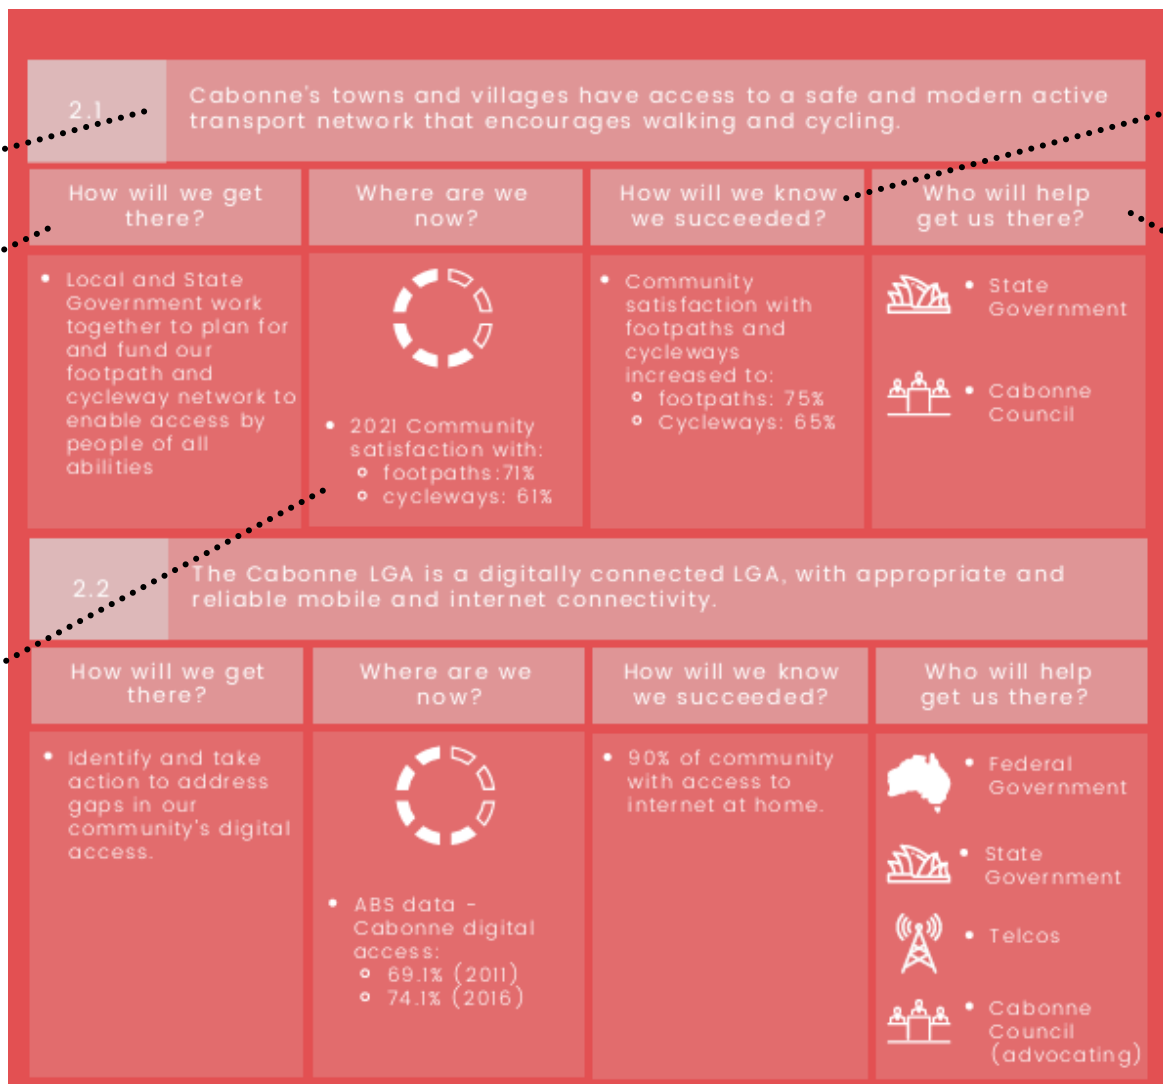 2.1
Cabonne's towns and villages have access to a safe and modern active
transport network that encourages walking and cycling.
How will we get
there?
Where are we
now?
How will we know
we succeeded?
Who will help
get us there?
• Local and State
Government work
together to plan for
and fund our
footpath and
cycleway network to
enable access by
people of all
abilities
• 2021 Community
satisfaction with:
footpaths:71%
cycleways: 61%
• Community
satisfaction with
footpaths and
cycleways
increased to:
footpaths: 75%
Cycleways: 65%
• State
Government
• Cabonne
Council
2.2
The Cabonne LGA is a digitally connected LGA, with appropriate and
reliable mobile and internet connectivity.
How will we get
there?
Where are we
now?
How will we know
we succeeded?
Who will help
get us there?
• Identify and take
action to address
gaps in our
community's digital
access.
• ABS data -
Cabonne digital
access:
69.1% (2011)
74.1% (2016)
• 90% of community
with access to
internet at home.
• Federal
Government
• State
Government
• Telcos
• Cabonne
Council
(advocating)